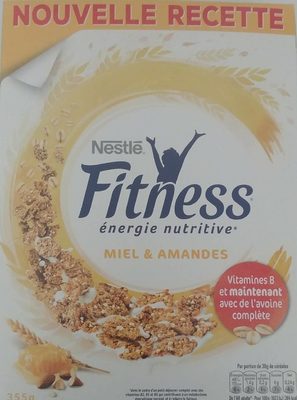 NOUVELLE RECETTE
Nestlé
Fitness
énergie nutritive*
MIEL & AMANDES
Vitamines B
et maintenant
avec de l'avoine
complète
355g
Par portion de 30g de céréales